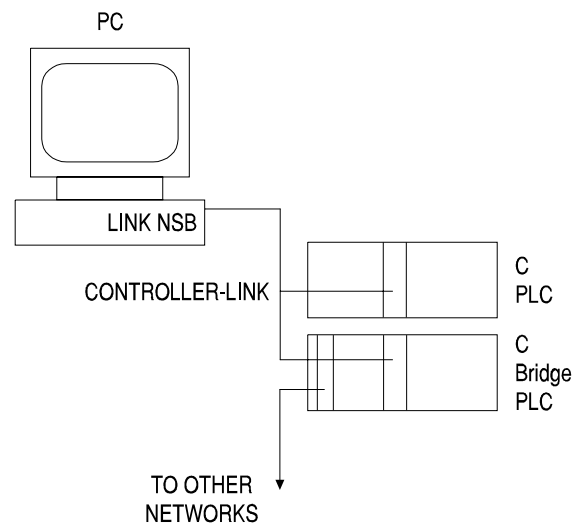 PC
LINK NSB
CONTROLLER-LINK
C
PLC
C
Bridge
PLC
TO OTHER
NETWORKS